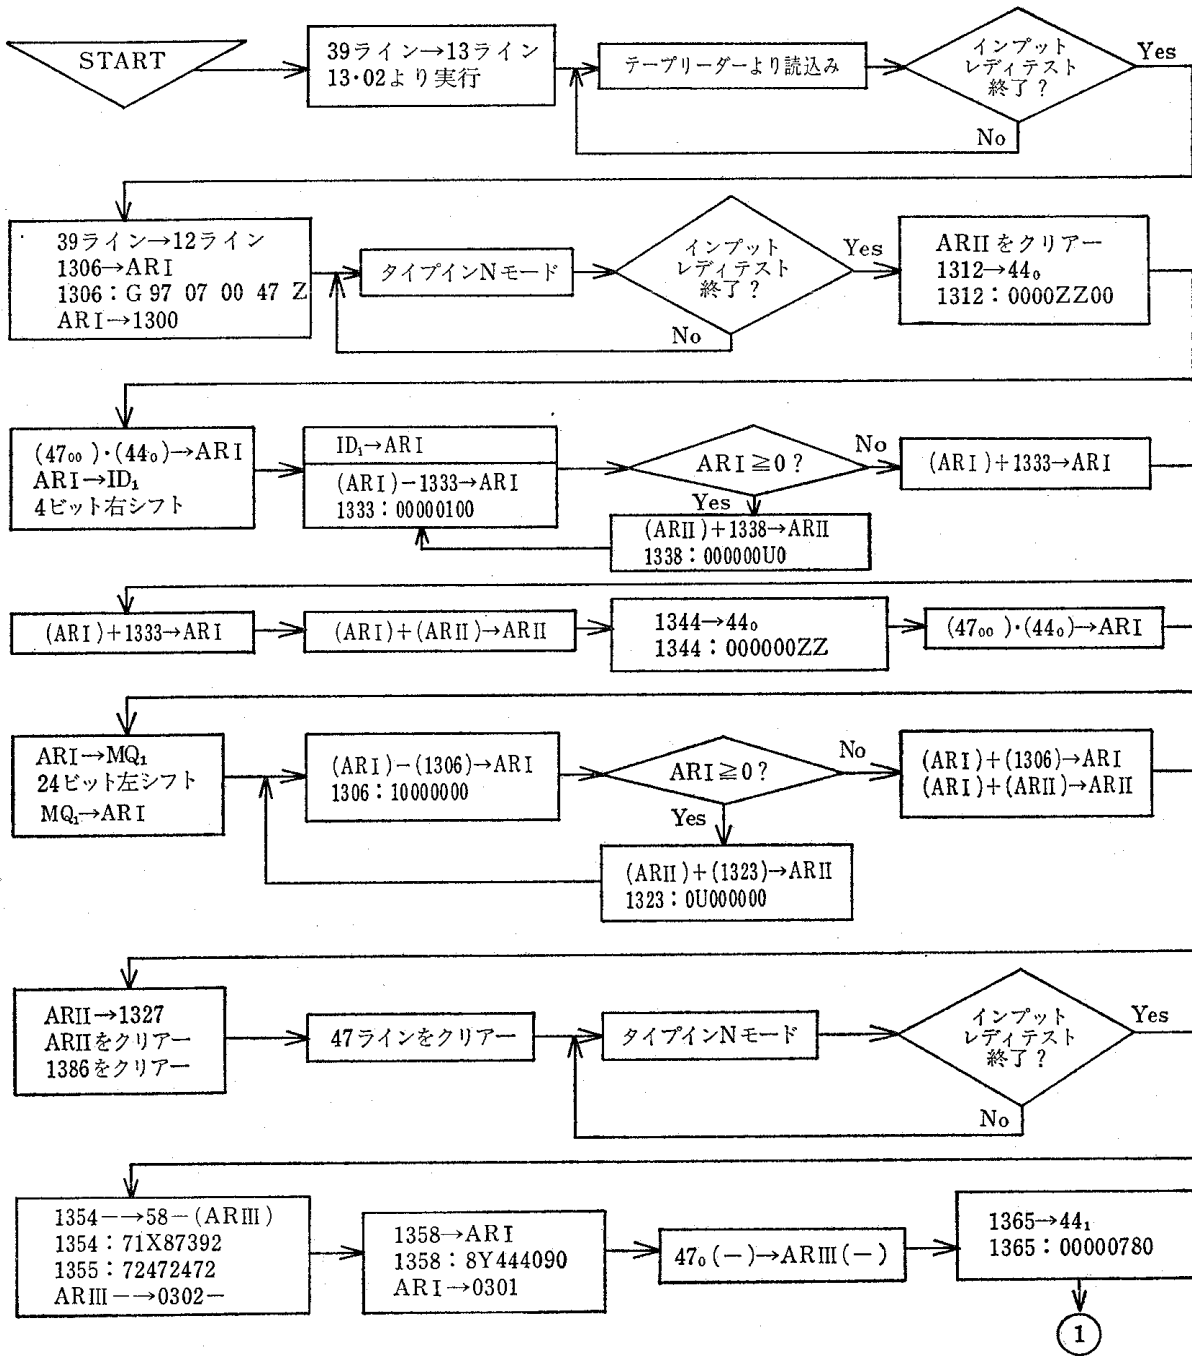 START
39ライン→13ライン
13・02より実行
テープリーダーより読込み
インプット
レディテスト
終了？
Yes
No
39ライン→12ライン
1306→ARI
1306：G 97 07 00 47 Z
ARI→1300
タイプインNモード
インプット
レディテスト
終了？
Yes
No
ARIIをクリアー
1312→44₀
1312：0000ZZ00
(47₀₀)・(44₀)→ARI
ARI→ID₁
4ビット右シフト
ID₁→ARI
(ARI)−1333→ARI
1333：00000100
ARI≧0？
No
Yes
(ARI)+1333→ARI
(ARII)+1338→ARII
1338：000000U0
(ARI)+1333→ARI
(ARI)+(ARII)→ARII
1344→44₀
1344：000000ZZ
(47₀₀)・(44₀)→ARI
ARI→MQ₁
24ビット左シフト
MQ₁→ARI
(ARI)−(1306)→ARI
1306：10000000
ARI≧0？
No
Yes
(ARI)+(1306)→ARI
(ARI)+(ARII)→ARII
(ARII)+(1323)→ARII
1323：0U000000
ARII→1327
ARIIをクリアー
1386をクリアー
47ラインをクリアー
タイプインNモード
インプット
レディテスト
終了？
Yes
No
1354−→58−(ARIII)
1354：71X87392
1355：72472472
ARIII−→0302−
1358→ARI
1358：8Y444090
ARI→0301
47₀(−)→ARIII(−)
1365→44₁
1365：00000780
1